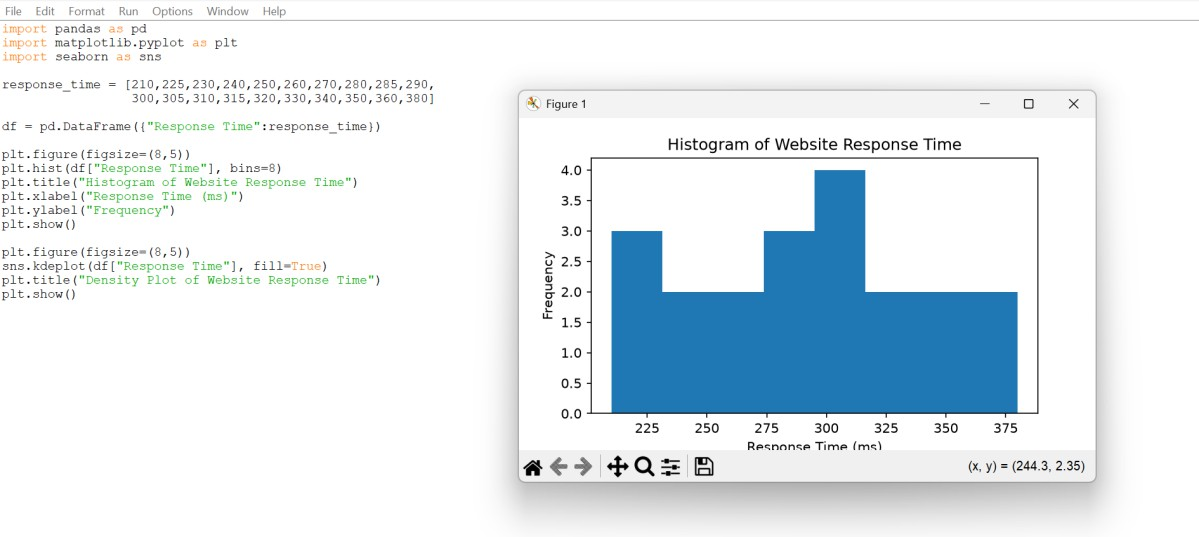 File Edit Format Run Options Window Help
import pandas as pd
import matplotlib.pyplot as plt
import seaborn as sns
response_time = [210,225,230,240,250,260,270,280,285,290,
300,305,310,315,320,330,340,350,360,380]
df = pd.DataFrame({"Response Time":response_time})
plt.figure(figsize=(8,5))
plt.hist(df["Response Time"], bins=8)
plt.title("Histogram of Website Response Time")
plt.xlabel("Response Time (ms)")
plt.ylabel("Frequency")
plt.show()
plt.figure(figsize=(8,5))
sns.kdeplot(df["Response Time"], fill=True)
plt.title("Density Plot of Website Response Time")
plt.show()
Figure 1
Histogram of Website Response Time
4.0
3.5
3.0
2.5
2.0
1.5
1.0
0.5
0.0
Frequency
225 250 275 300 325 350 375
Response Time (ms)
(x, y) = (244.3, 2.35)